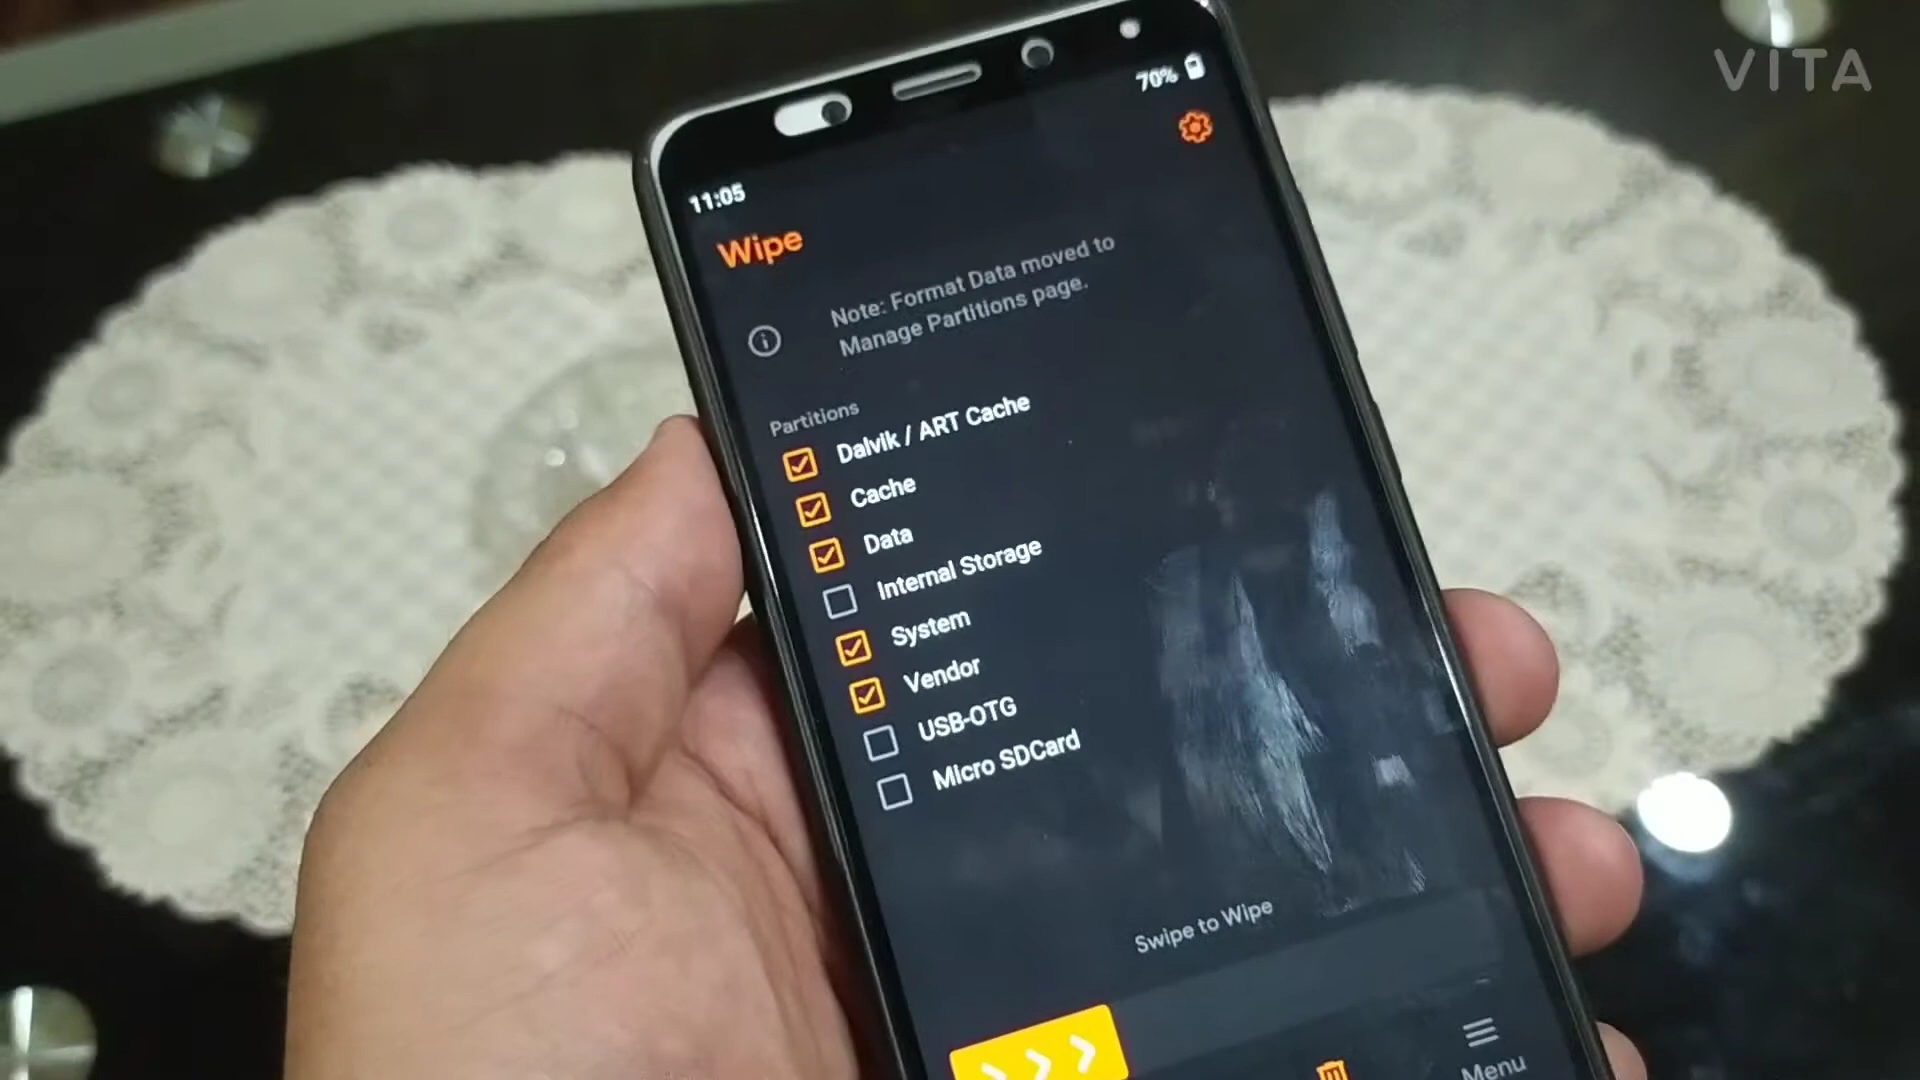 VITA
70%
11:05
Wipe
Note: Format Data moved to
Manage Partitions page.
Partitions
Dalvik / ART Cache
Cache
Data
Internal Storage
System
Vendor
USB-OTG
Micro SDCard
Swipe to Wipe
Menu